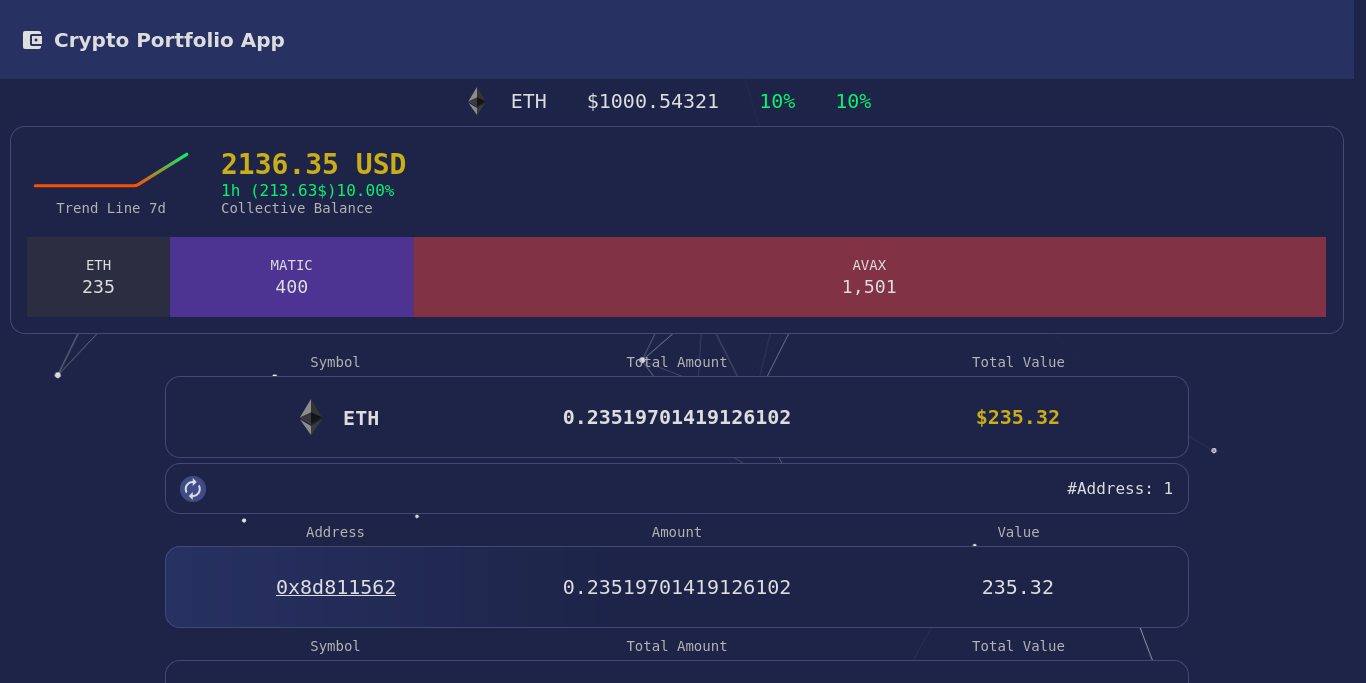 Crypto Portfolio App
ETH $1000.54321 10% 10%
2136.35 USD
1h (213.63$)10.00%
Trend Line 7d Collective Balance
ETH MATIC AVAX
235 400 1,501
Symbol Total Amount Total Value
ETH 0.23519701419126102 $235.32
#Address: 1
Address Amount Value
0x8d811562 0.23519701419126102 235.32
Symbol Total Amount Total Value